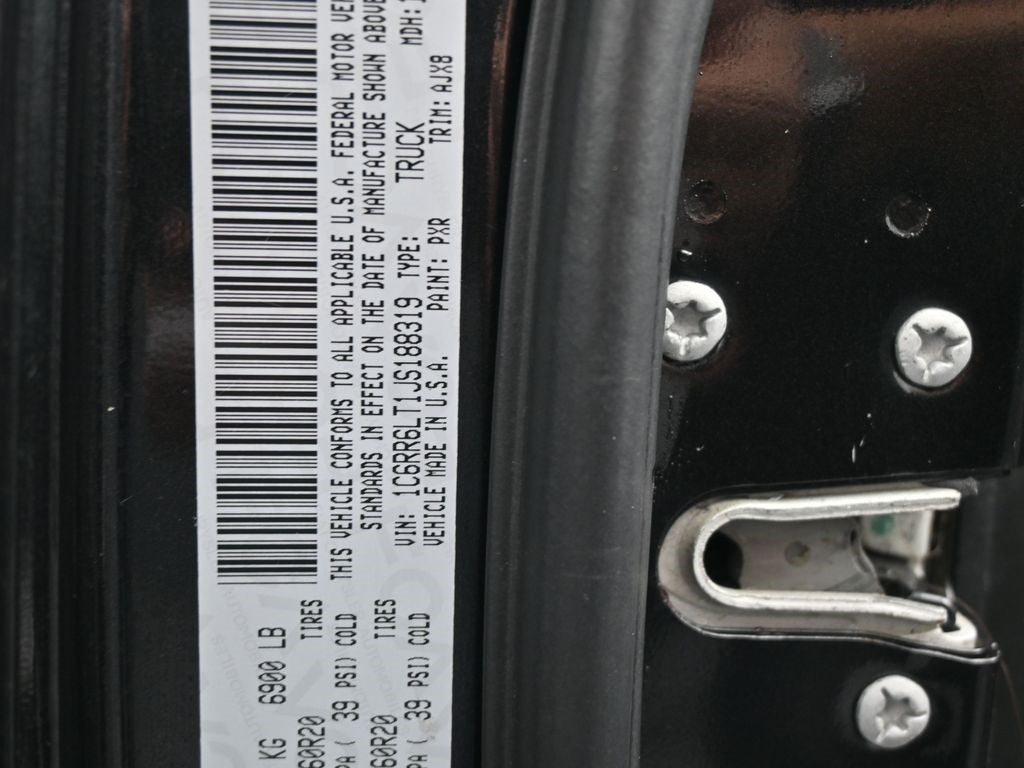 KG 6900 LB
60R20 TIRES
PA ( 39 PSI) COLD
60R20 TIRES
PA ( 39 PSI) COLD
THIS VEHICLE CONFORMS TO ALL APPLICABLE U.S.A. FEDERAL MOTOR VE
STANDARDS IN EFFECT ON THE DATE OF MANUFACTURE SHOWN ABOVE
VIN: 1C6RR6LT1JS188319 TYPE: TRUCK MDH:
VEHICLE MADE IN U.S.A. PAINT: PXR TRIM: AJX8